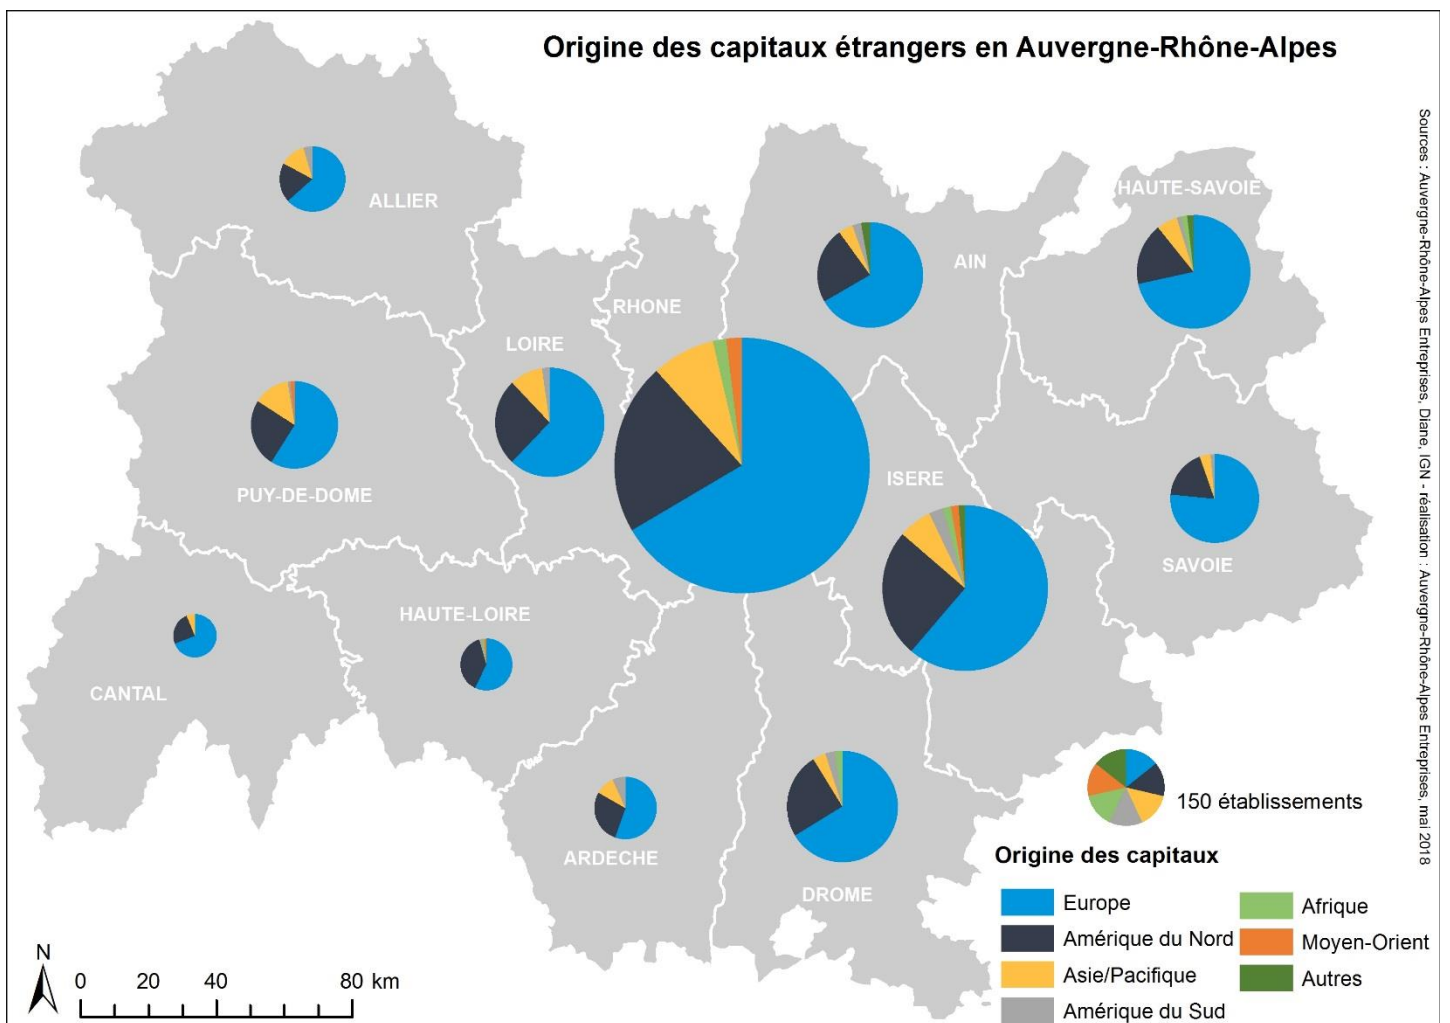 Origine des capitaux étrangers en Auvergne-Rhône-Alpes
HAUTE-SAVOIE
ALLIER
AIN
RHONE
LOIRE
ISERE
PUY-DE-DOME
SAVOIE
HAUTE-LOIRE
CANTAL
ARDECHE
DROME
150 établissements
Origine des capitaux
Europe
Amérique du Nord
Asie/Pacifique
Amérique du Sud
Afrique
Moyen-Orient
Autres
N
0 20 40 80 km
Sources : Auvergne-Rhône-Alpes Entreprises, Diane, IGN - réalisation : Auvergne-Rhône-Alpes Entreprises, mai 2018